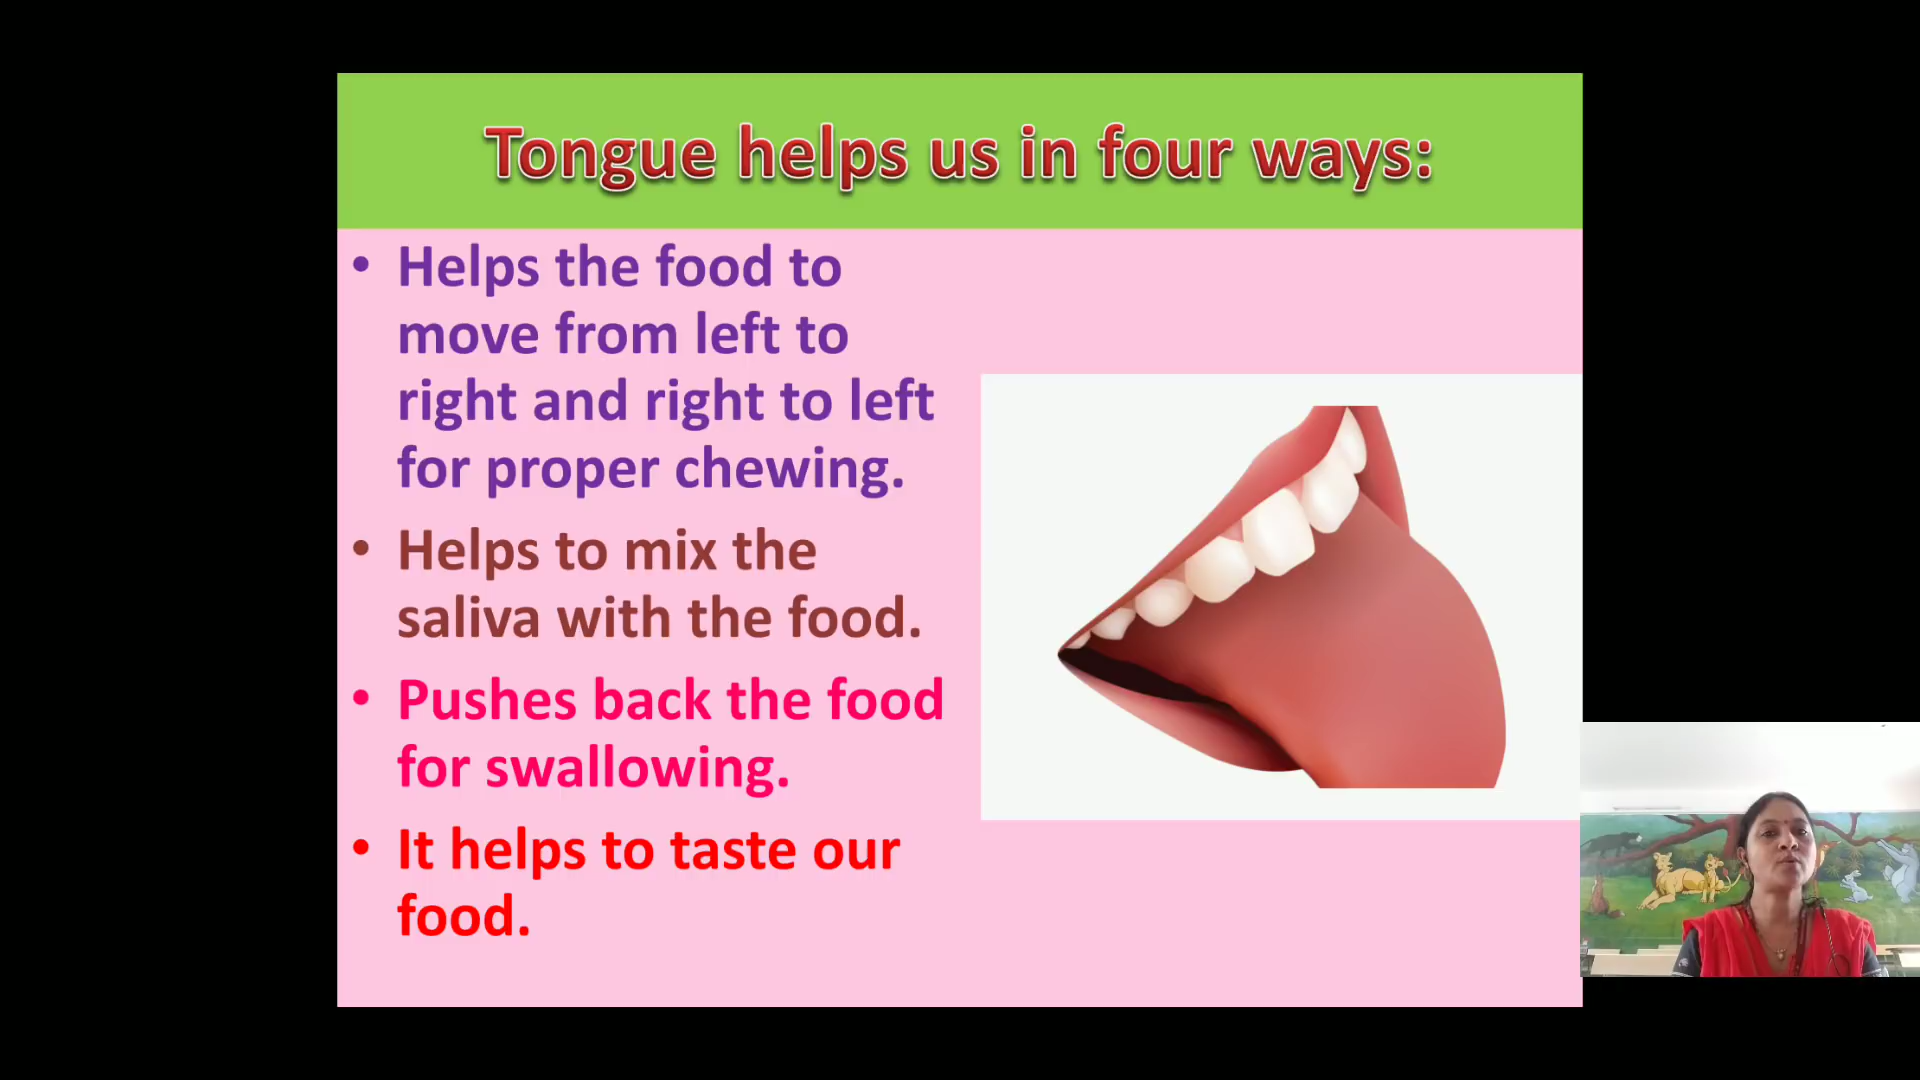 Tongue helps us in four ways:
• Helps the food to
move from left to
right and right to left
for proper chewing.
• Helps to mix the
saliva with the food.
• Pushes back the food
for swallowing.
• It helps to taste our
food.